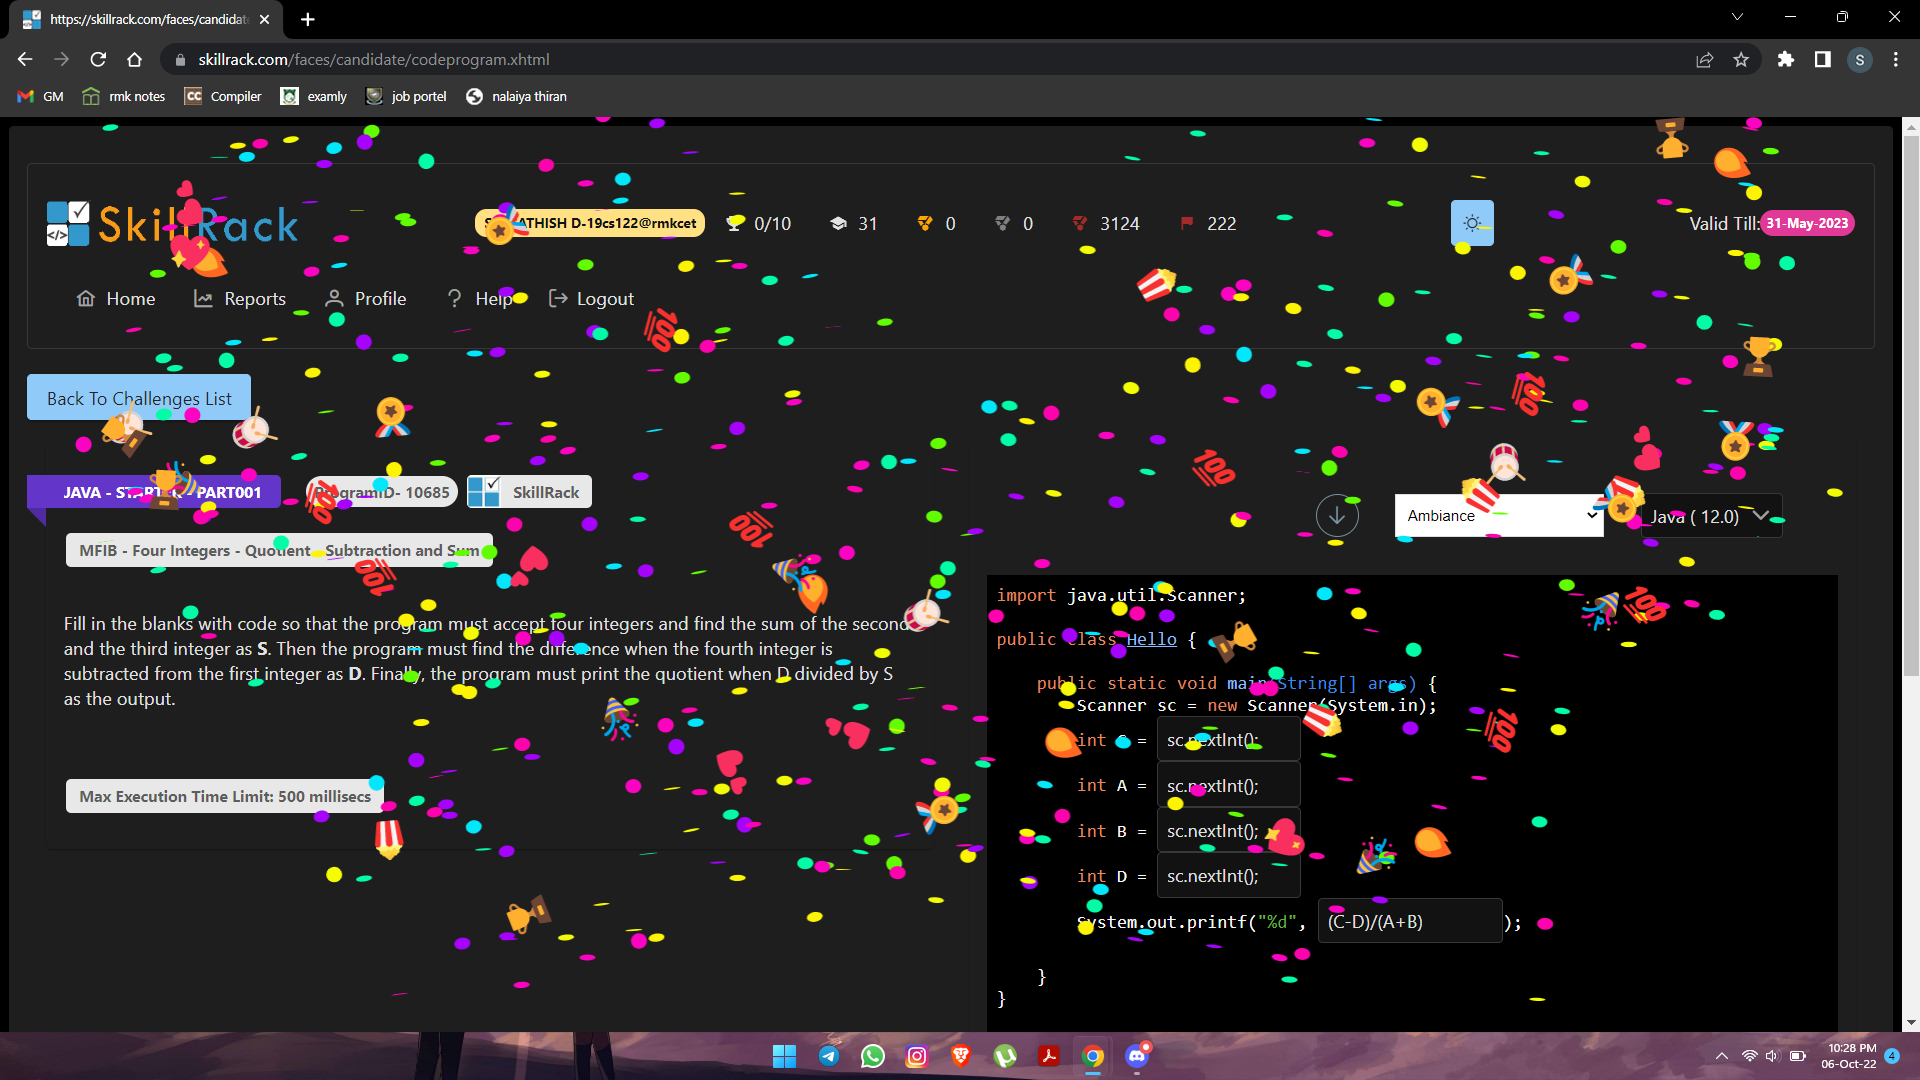 https://skillrack.com/faces/candidat
skillrack.com/faces/candidate/codeprogram.xhtml
S
GM
rmk notes
CC Compiler
examly
job portel
nalaiya thiran
SkillRack
ATHISH D-19cs122@rmkcet
0/10
31
0
0
3124
222
Valid Till: 31-May-2023
Home
Reports
Profile
Help
Logout
Back To Challenges List
JAVA - STARTER - PART001
ProgramID- 10685
SkillRack
Ambiance
Java ( 12.0)
MFIB - Four Integers - Quotient - Subtraction and Sum
Fill in the blanks with code so that the program must accept four integers and find the sum of the second
and the third integer as S. Then the program must find the difference when the fourth integer is
subtracted from the first integer as D. Finally, the program must print the quotient when D divided by S
as the output.
Max Execution Time Limit: 500 millisecs
import java.util.Scanner;
public class Hello {
public static void main(String[] args) {
Scanner sc = new Scanner(System.in);
int C = sc.nextInt();
int A = sc.nextInt();
int B = sc.nextInt();
int D = sc.nextInt();
System.out.printf("%d", (C-D)/(A+B) );
}
}
10:28 PM
06-Oct-22
4